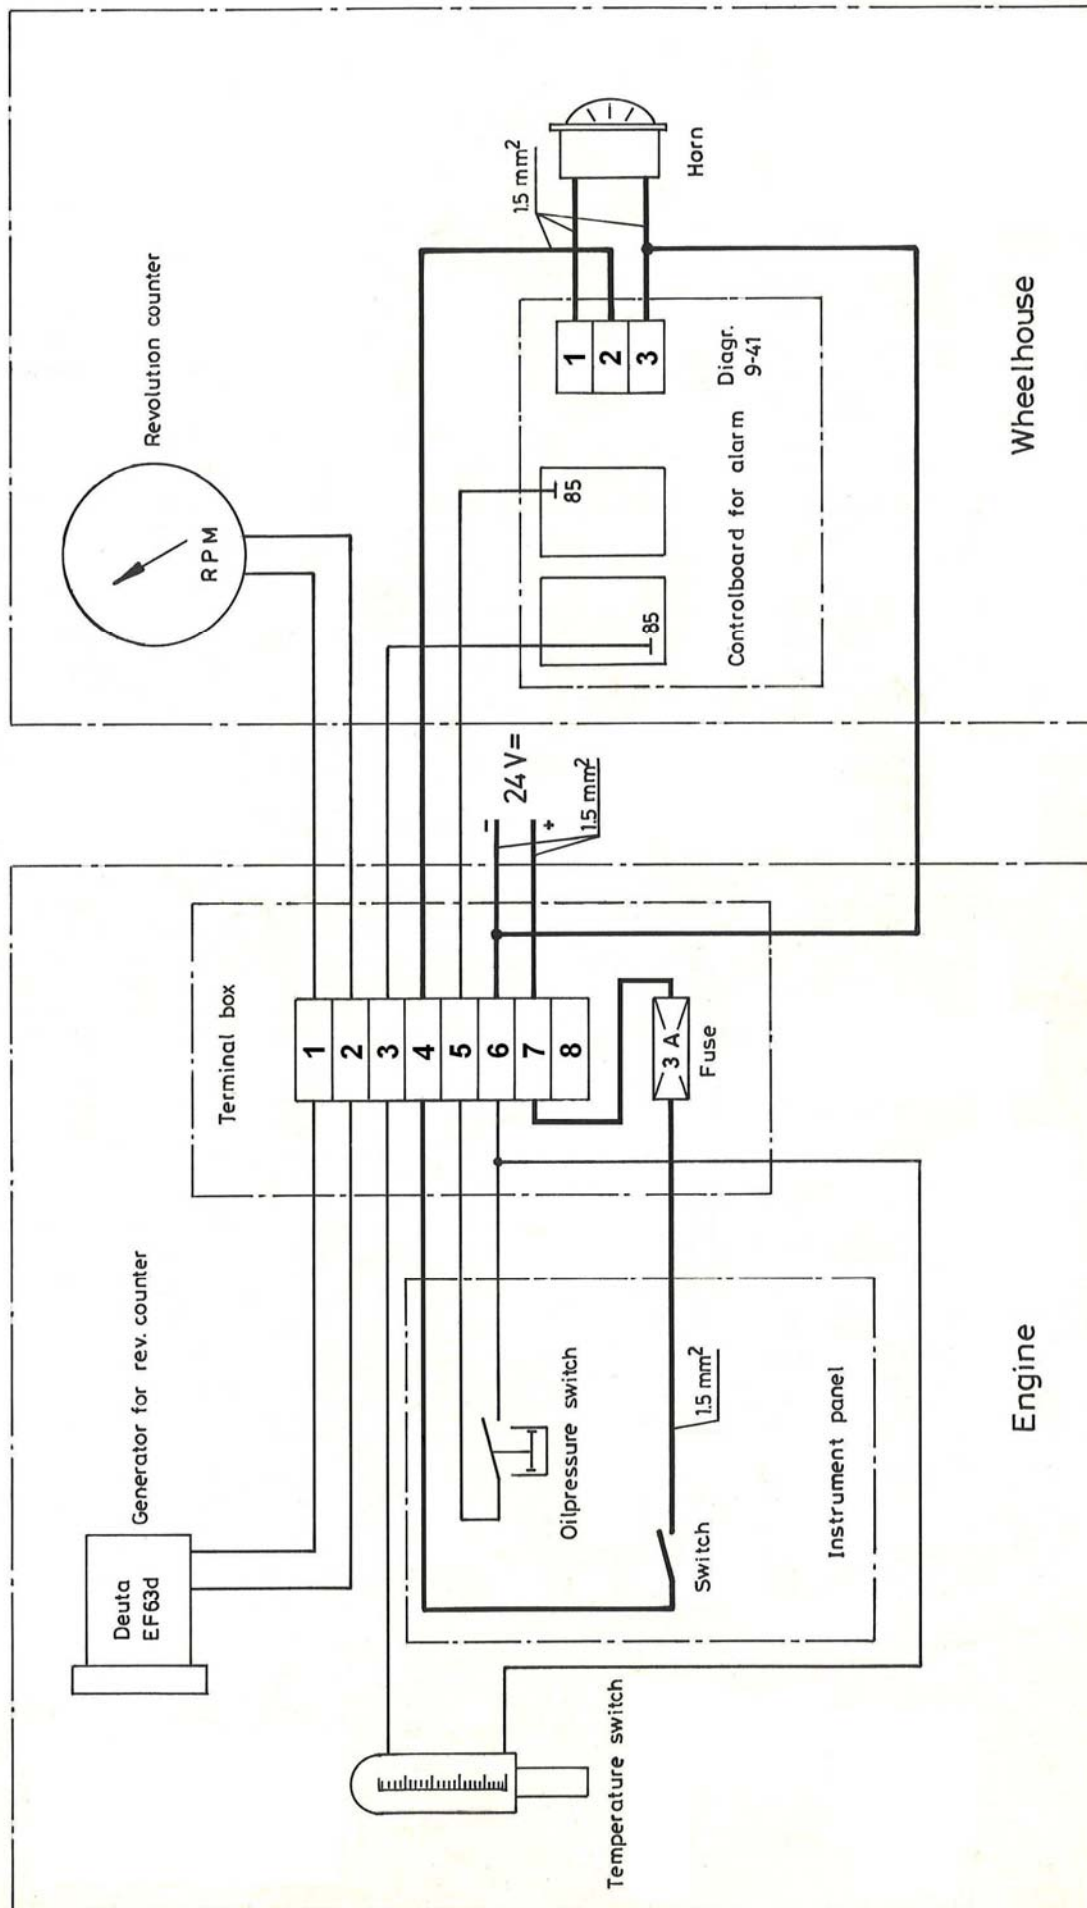 Deuta
EF63d
Generator for rev. counter
Terminal box
Revolution counter
RPM
1
2
3
4
5
6
7
8
-
24V=
+
1.5 mm²
Fuse
3 A
Temperature switch
Oilpressure switch
Switch
1.5 mm²
Instrument panel
Engine
85
85
1
2
3
Diagr.
9-41
Controlboard for alarm
1.5 mm²
Horn
Wheelhouse